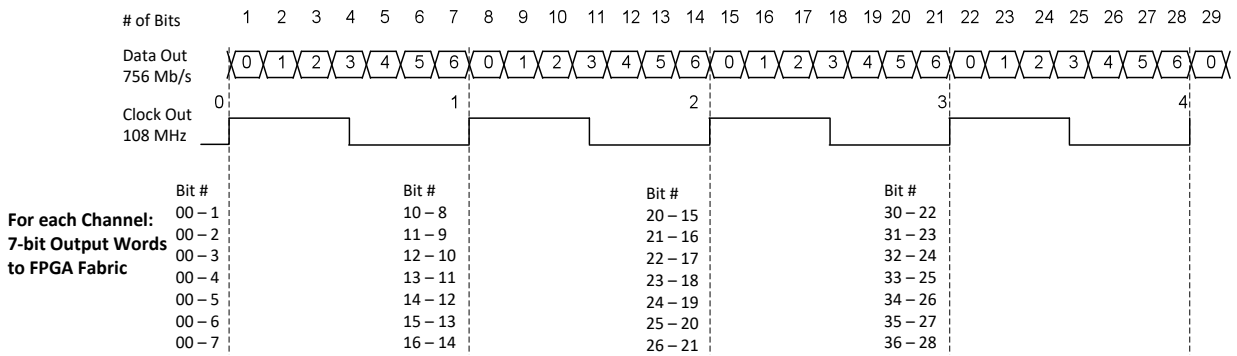 # of Bits 1 2 3 4 5 6 7 8 9 10 11 12 13 14 15 16 17 18 19 20 21 22 23 24 25 26 27 28 29
Data Out
756 Mb/s
0 1 2 3 4 5 6 0 1 2 3 4 5 6 0 1 2 3 4 5 6 0 1 2 3 4 5 6 0
0 1 2 3 4
Clock Out
108 MHz
For each Channel:
7-bit Output Words
to FPGA Fabric
Bit #
00 – 1
00 – 2
00 – 3
00 – 4
00 – 5
00 – 6
00 – 7
Bit #
10 – 8
11 – 9
12 – 10
13 – 11
14 – 12
15 – 13
16 – 14
Bit #
20 – 15
21 – 16
22 – 17
23 – 18
24 – 19
25 – 20
26 – 21
Bit #
30 – 22
31 – 23
32 – 24
33 – 25
34 – 26
35 – 27
36 – 28